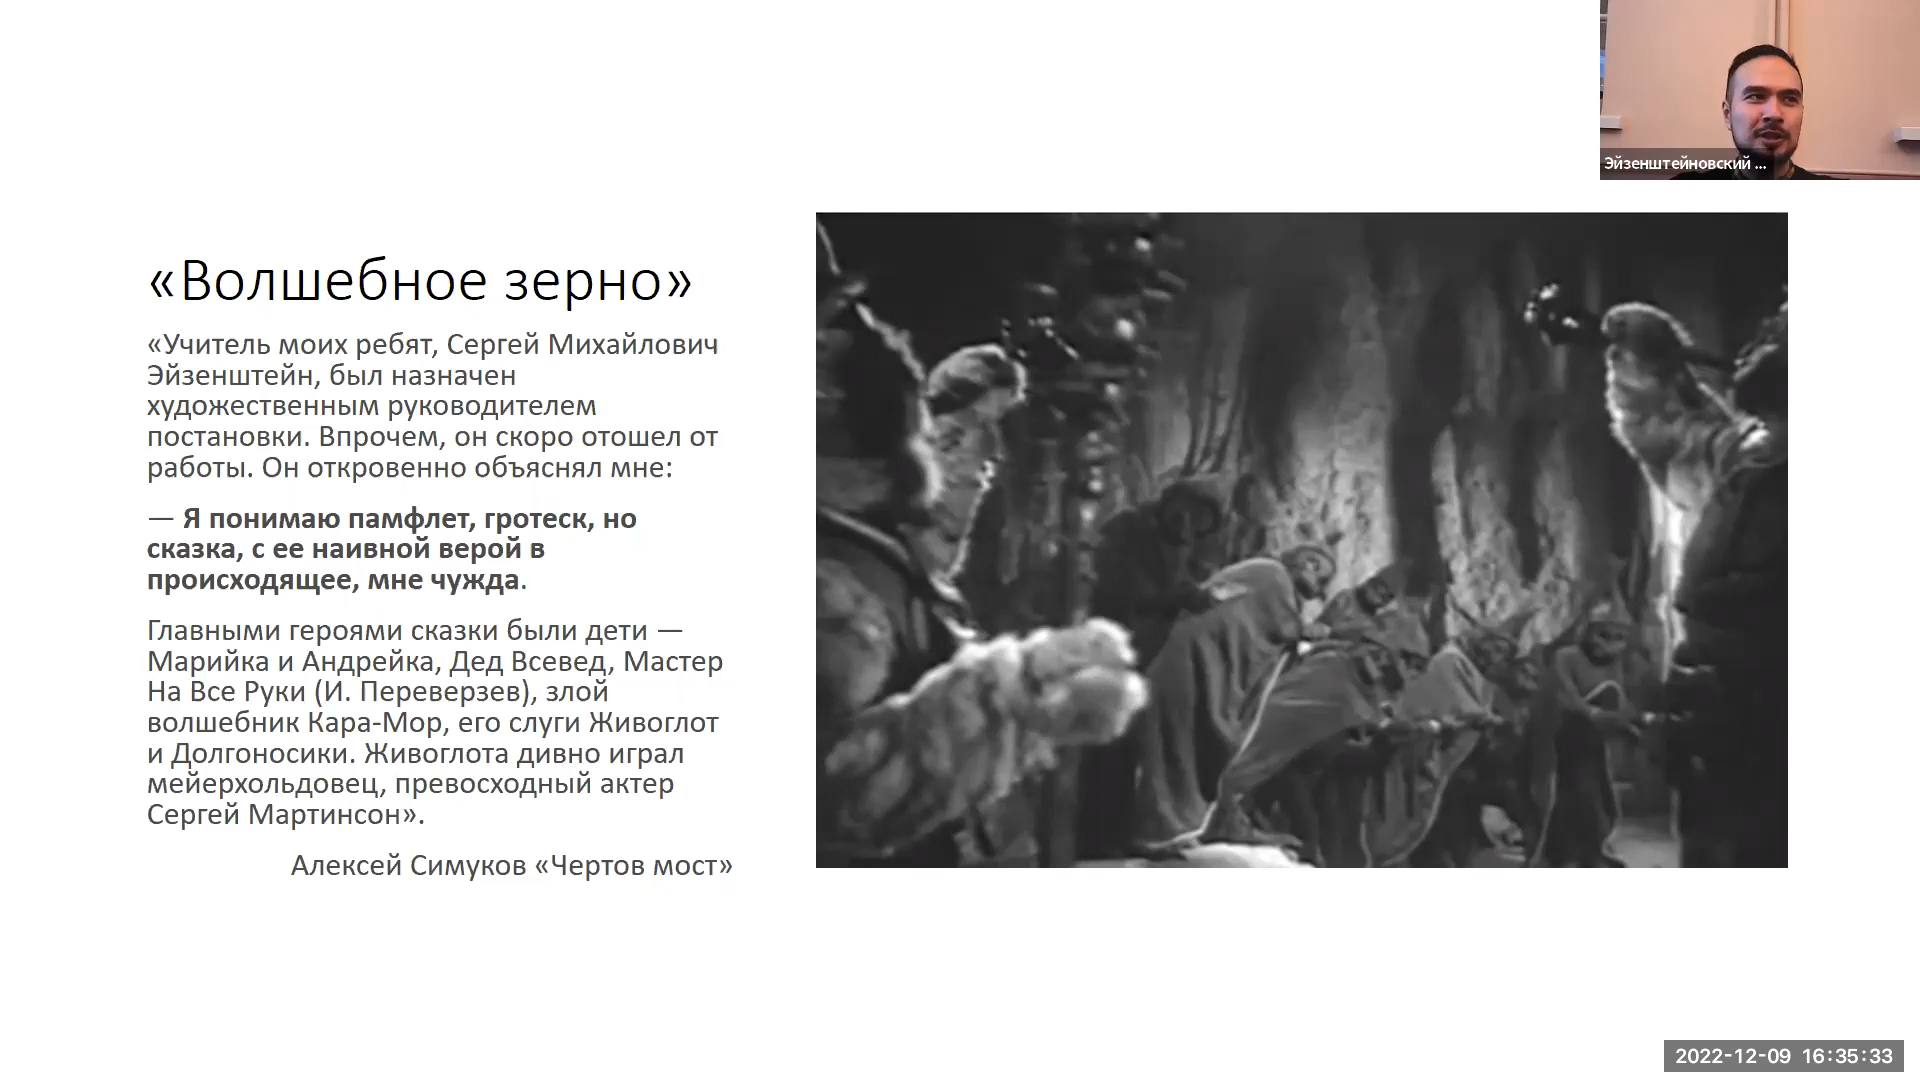 Эйзенштейновский ...
«Волшебное зерно»
«Учитель моих ребят, Сергей Михайлович
Эйзенштейн, был назначен
художественным руководителем
постановки. Впрочем, он скоро отошел от
работы. Он откровенно объяснял мне:
— Я понимаю памфлет, гротеск, но
сказка, с ее наивной верой в
происходящее, мне чужда.
Главными героями сказки были дети —
Марийка и Андрейка, Дед Всевед, Мастер
На Все Руки (И. Переверзев), злой
волшебник Кара-Мор, его слуги Живоглот
и Долгоносики. Живоглота дивно играл
мейерхольдовец, превосходный актер
Сергей Мартинсон».
Алексей Симуков «Чертов мост»
2022-12-09 16:35:33